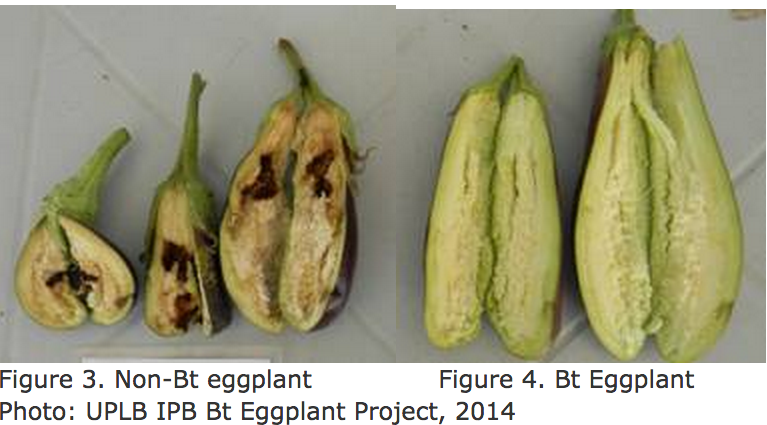 Figure 3. Non-Bt eggplant
Figure 4. Bt Eggplant
Photo: UPLB IPB Bt Eggplant Project, 2014